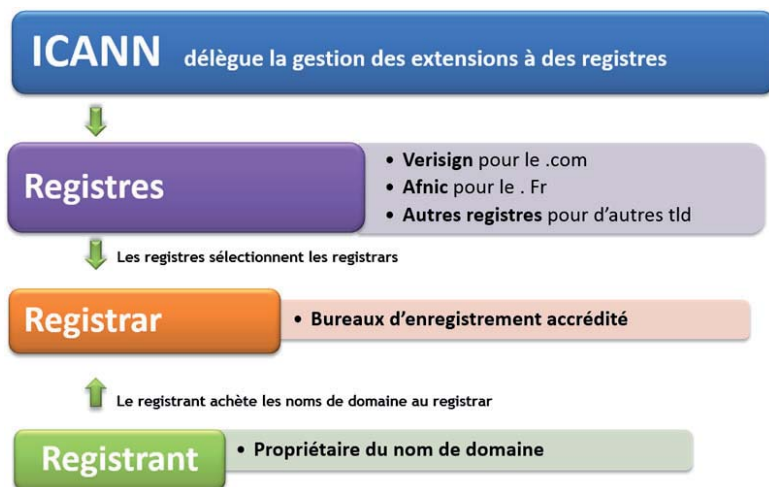 ICANN délègue la gestion des extensions à des registres
Registres
• Verisign pour le .com
• Afnic pour le . Fr
• Autres registres pour d'autres tld
Les registres sélectionnent les registrars
Registrar
• Bureaux d'enregistrement accrédité
Le registrant achète les noms de domaine au registrar
Registrant
• Propriétaire du nom de domaine